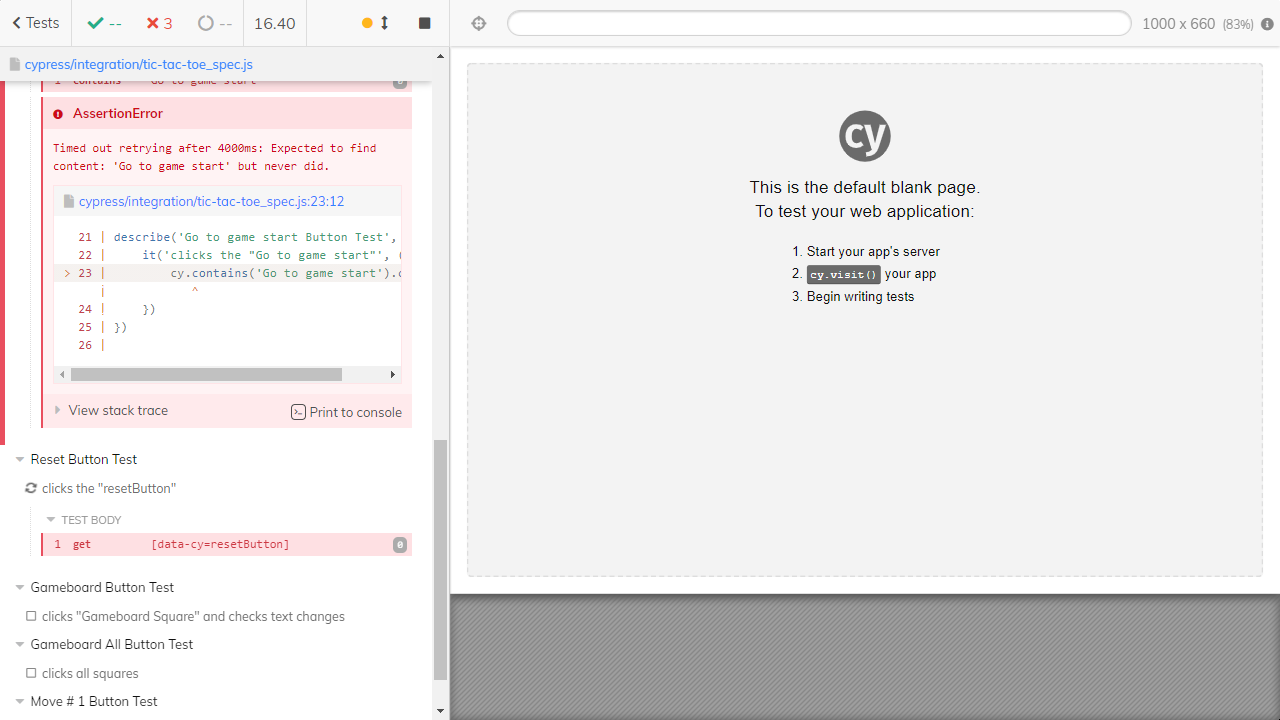 Tests
--
3
--
16.40
1000 x 660 (83%)
cypress/integration/tic-tac-toe_spec.js
1 contains Go to game start 0
AssertionError
Timed out retrying after 4000ms: Expected to find
content: 'Go to game start' but never did.
cypress/integration/tic-tac-toe_spec.js:23:12
21 | describe('Go to game start Button Test',
22 | it('clicks the "Go to game start"', (
> 23 | cy.contains('Go to game start').c
| ^
24 | })
25 | })
26 |
View stack trace
Print to console
Reset Button Test
clicks the "resetButton"
TEST BODY
1 get [data-cy=resetButton] 0
Gameboard Button Test
clicks "Gameboard Square" and checks text changes
Gameboard All Button Test
clicks all squares
Move # 1 Button Test
cy
This is the default blank page.
To test your web application:
1. Start your app's server
2. cy.visit() your app
3. Begin writing tests